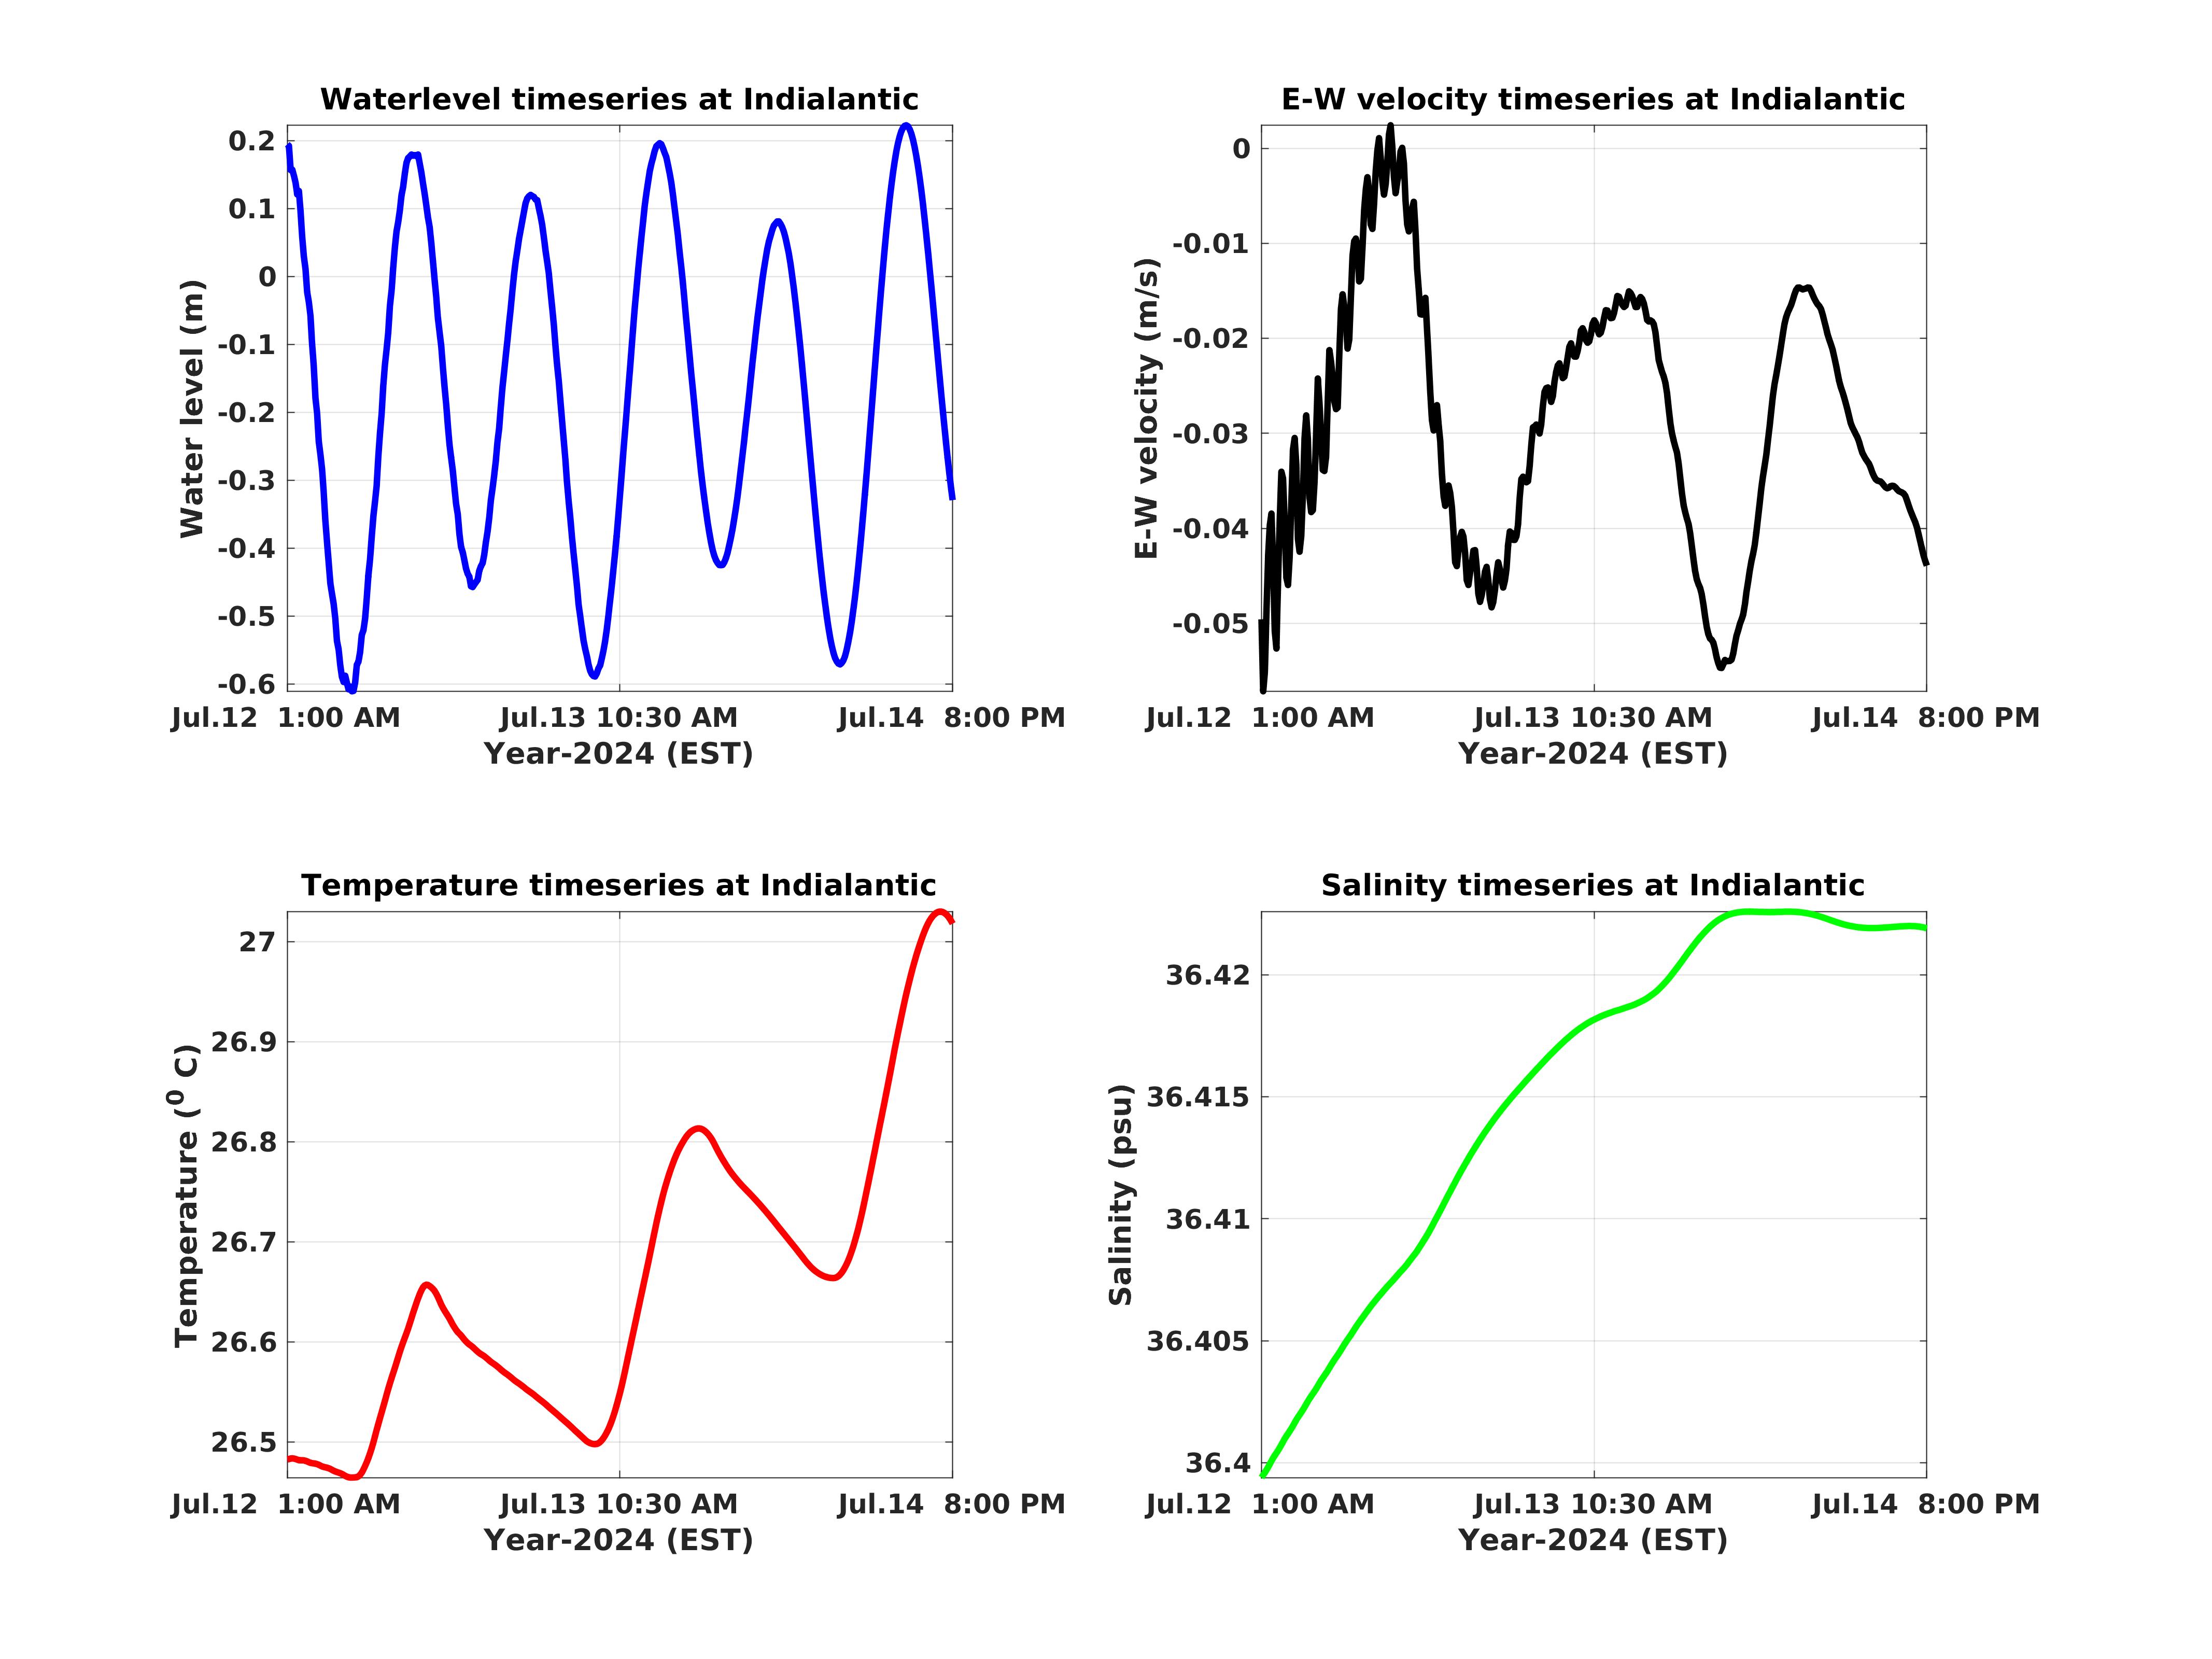 Waterlevel timeseries at Indialantic
0.2
0.1
0
-0.1
-0.2
-0.3
-0.4
-0.5
-0.6
Water level (m)
Jul.12  1:00 AM
Jul.13 10:30 AM
Jul.14  8:00 PM
Year-2024 (EST)
E-W velocity timeseries at Indialantic
0
-0.01
-0.02
-0.03
-0.04
-0.05
E-W velocity (m/s)
Jul.12  1:00 AM
Jul.13 10:30 AM
Jul.14  8:00 PM
Year-2024 (EST)
Temperature timeseries at Indialantic
27
26.9
26.8
26.7
26.6
26.5
Temperature (⁰ C)
Jul.12  1:00 AM
Jul.13 10:30 AM
Jul.14  8:00 PM
Year-2024 (EST)
Salinity timeseries at Indialantic
36.42
36.415
36.41
36.405
36.4
Salinity (psu)
Jul.12  1:00 AM
Jul.13 10:30 AM
Jul.14  8:00 PM
Year-2024 (EST)